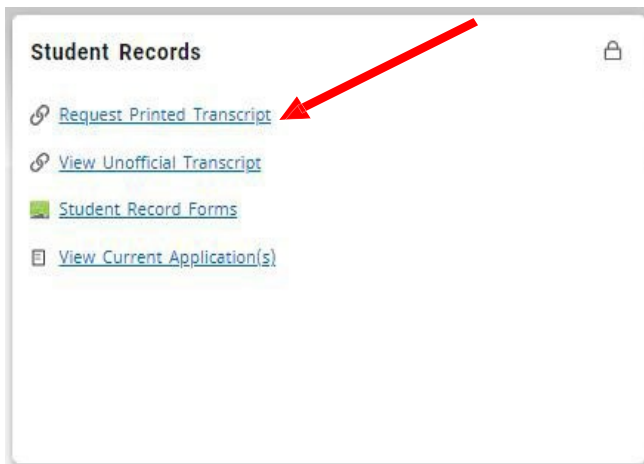 Student Records
Request Printed Transcript
View Unofficial Transcript
Student Record Forms
View Current Application(s)